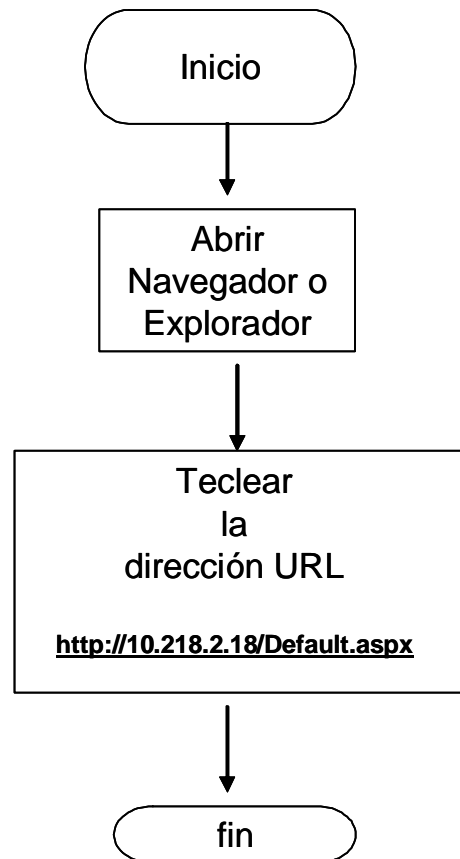 Inicio
Abrir
Navegador o
Explorador
Teclear
la
dirección URL
http://10.218.2.18/Default.aspx
fin